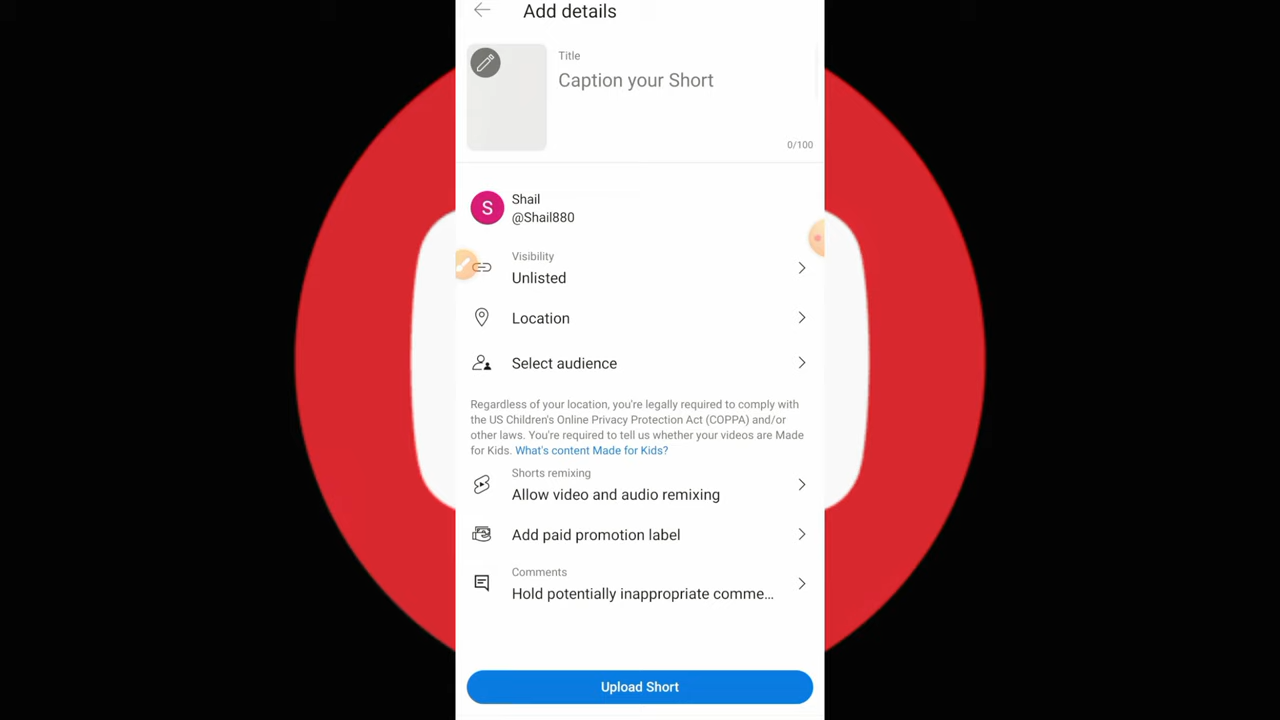 Add details
Title
Caption your Short
0/100
S
Shail
@Shail880
Visibility
Unlisted
Location
Select audience
Regardless of your location, you're legally required to comply with
the US Children's Online Privacy Protection Act (COPPA) and/or
other laws. You're required to tell us whether your videos are Made
for Kids. What's content Made for Kids?
Shorts remixing
Allow video and audio remixing
Add paid promotion label
Comments
Hold potentially inappropriate comme...
Upload Short